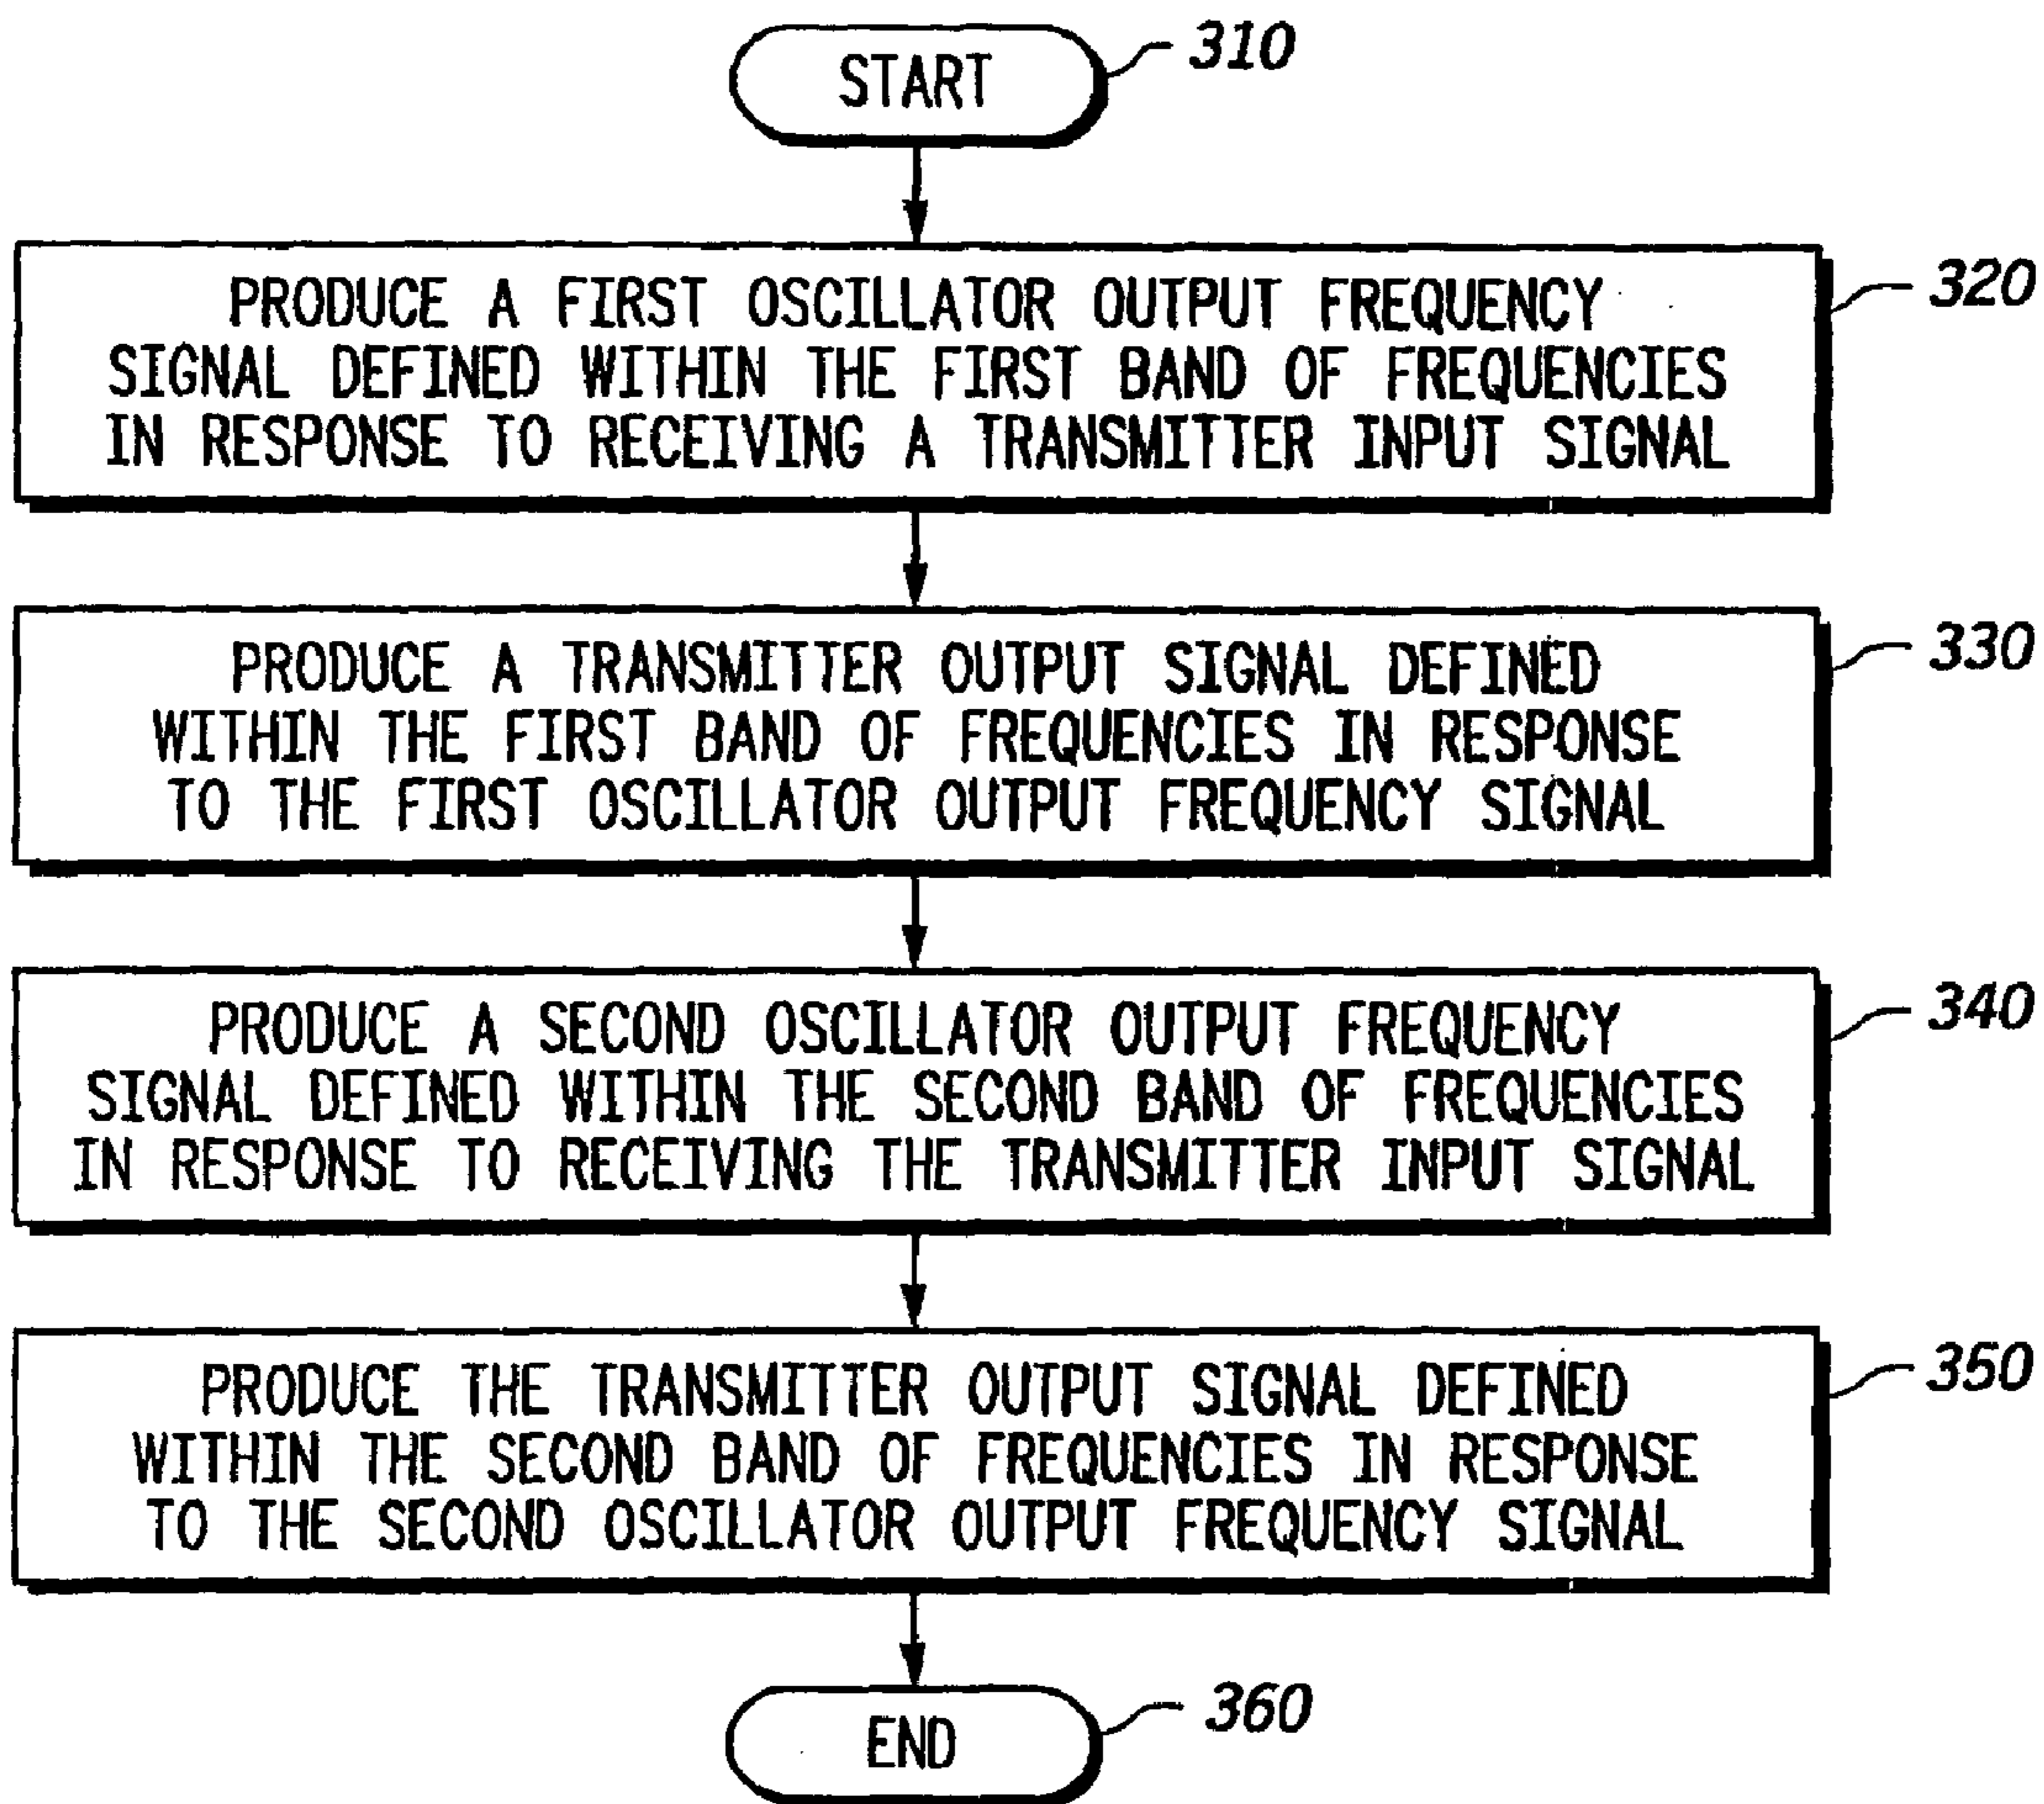 START
310
PRODUCE A FIRST OSCILLATOR OUTPUT FREQUENCY
SIGNAL DEFINED WITHIN THE FIRST BAND OF FREQUENCIES
IN RESPONSE TO RECEIVING A TRANSMITTER INPUT SIGNAL
320
PRODUCE A TRANSMITTER OUTPUT SIGNAL DEFINED
WITHIN THE FIRST BAND OF FREQUENCIES IN RESPONSE
TO THE FIRST OSCILLATOR OUTPUT FREQUENCY SIGNAL
330
PRODUCE A SECOND OSCILLATOR OUTPUT FREQUENCY
SIGNAL DEFINED WITHIN THE SECOND BAND OF FREQUENCIES
IN RESPONSE TO RECEIVING THE TRANSMITTER INPUT SIGNAL
340
PRODUCE THE TRANSMITTER OUTPUT SIGNAL DEFINED
WITHIN THE SECOND BAND OF FREQUENCIES IN RESPONSE
TO THE SECOND OSCILLATOR OUTPUT FREQUENCY SIGNAL
350
END
360